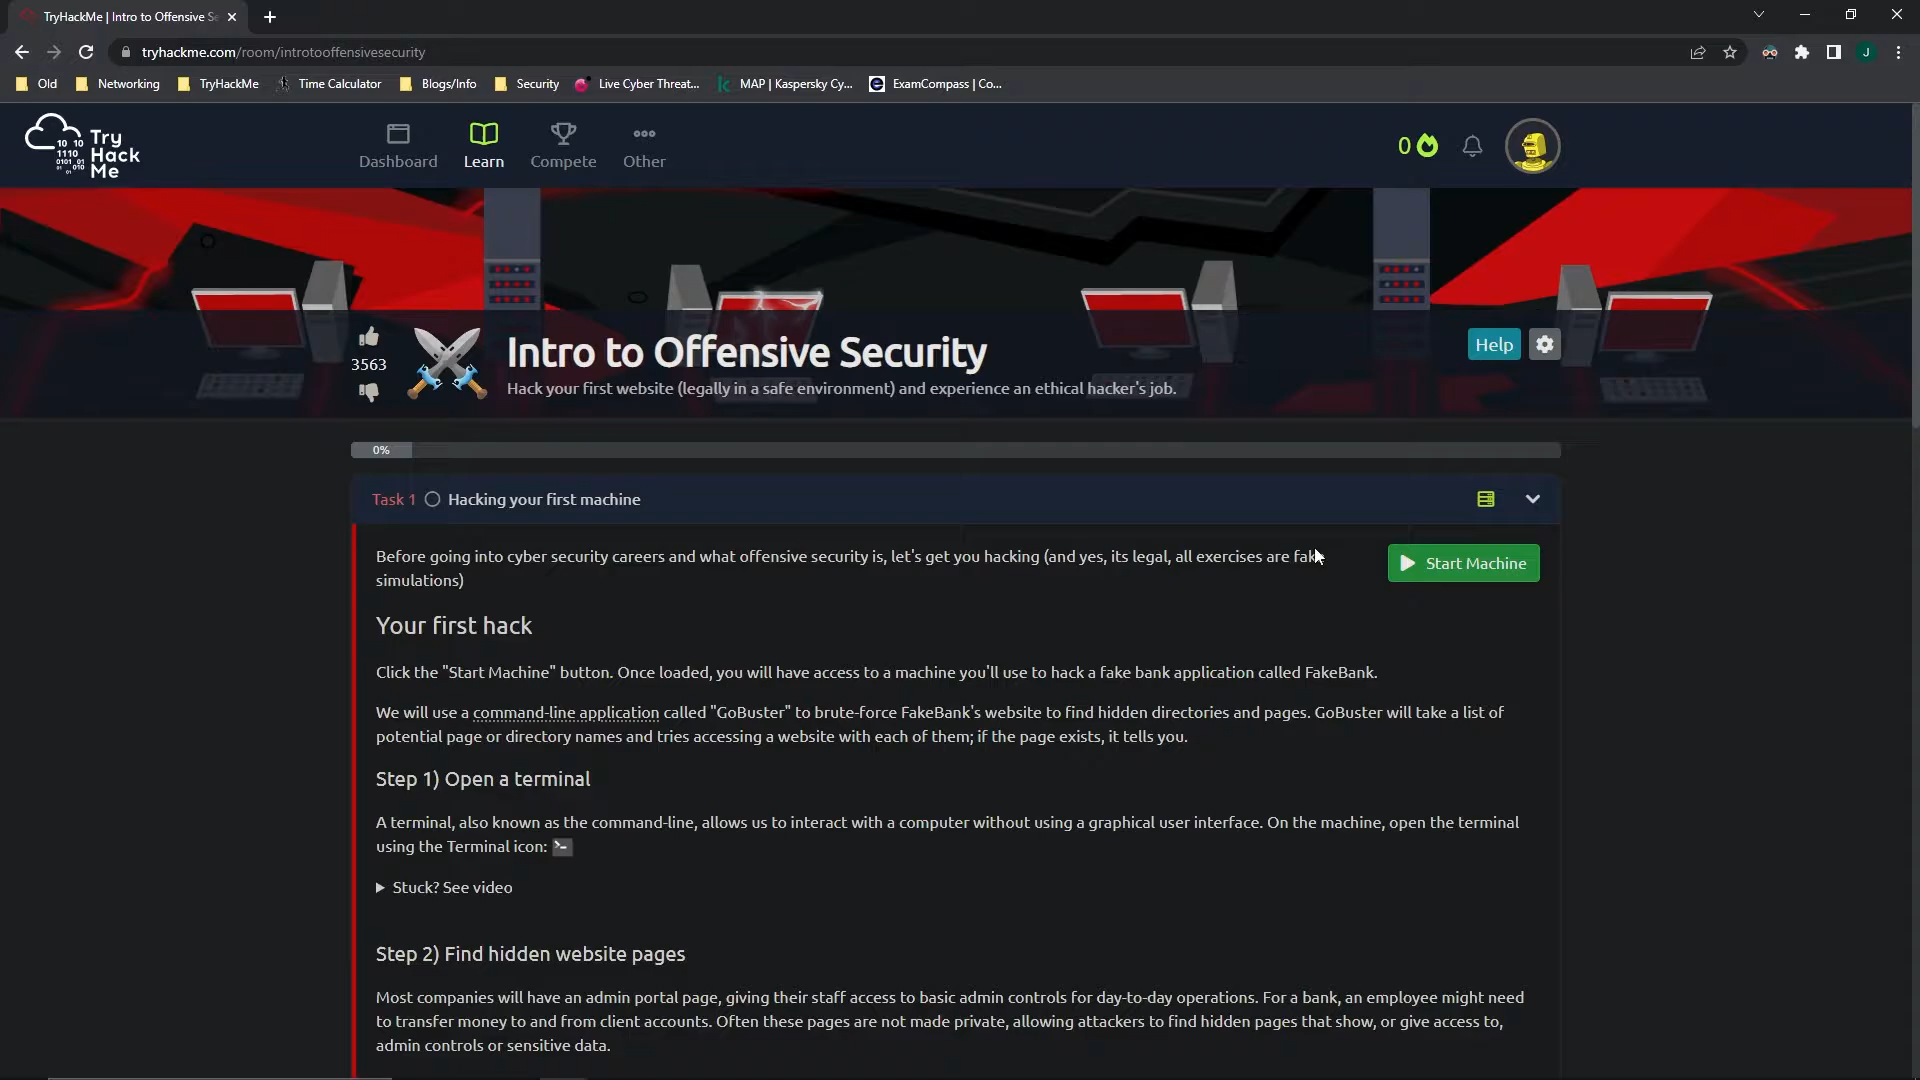 TryHackMe | Intro to Offensive Se
tryhackme.com/room/introtooffensivesecurity
J
Old
Networking
TryHackMe
Time Calculator
Blogs/Info
Security
Live Cyber Threat...
MAP | Kaspersky Cy...
ExamCompass | Co...
Try
Hack
Me
Dashboard
Learn
Compete
Other
0
3563
Intro to Offensive Security
Hack your first website (legally in a safe environment) and experience an ethical hacker's job.
Help
0%
Task 1
Hacking your first machine
Before going into cyber security careers and what offensive security is, let's get you hacking (and yes, its legal, all exercises are fake
simulations)
Start Machine
Your first hack
Click the "Start Machine" button. Once loaded, you will have access to a machine you'll use to hack a fake bank application called FakeBank.
We will use a command-line application called "GoBuster" to brute-force FakeBank's website to find hidden directories and pages. GoBuster will take a list of
potential page or directory names and tries accessing a website with each of them; if the page exists, it tells you.
Step 1) Open a terminal
A terminal, also known as the command-line, allows us to interact with a computer without using a graphical user interface. On the machine, open the terminal
using the Terminal icon:
Stuck? See video
Step 2) Find hidden website pages
Most companies will have an admin portal page, giving their staff access to basic admin controls for day-to-day operations. For a bank, an employee might need
to transfer money to and from client accounts. Often these pages are not made private, allowing attackers to find hidden pages that show, or give access to,
admin controls or sensitive data.